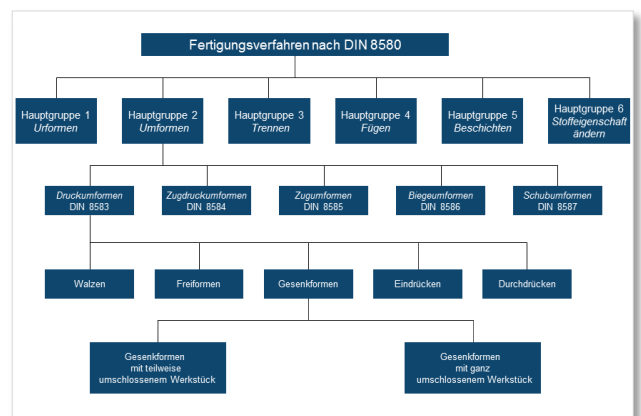 Fertigungsverfahren nach DIN 8580
Hauptgruppe 1
Urformen
Hauptgruppe 2
Umformen
Hauptgruppe 3
Trennen
Hauptgruppe 4
Fügen
Hauptgruppe 5
Beschichten
Hauptgruppe 6
Stoffeigenschaft
ändern
Druckumformen
DIN 8583
Zugdruckumformen
DIN 8584
Zugumformen
DIN 8585
Biegeumformen
DIN 8586
Schubumformen
DIN 8587
Walzen
Freiformen
Gesenkformen
Eindrücken
Durchdrücken
Gesenkformen
mit teilweise
umschlossenem Werkstück
Gesenkformen
mit ganz
umschlossenem Werkstück